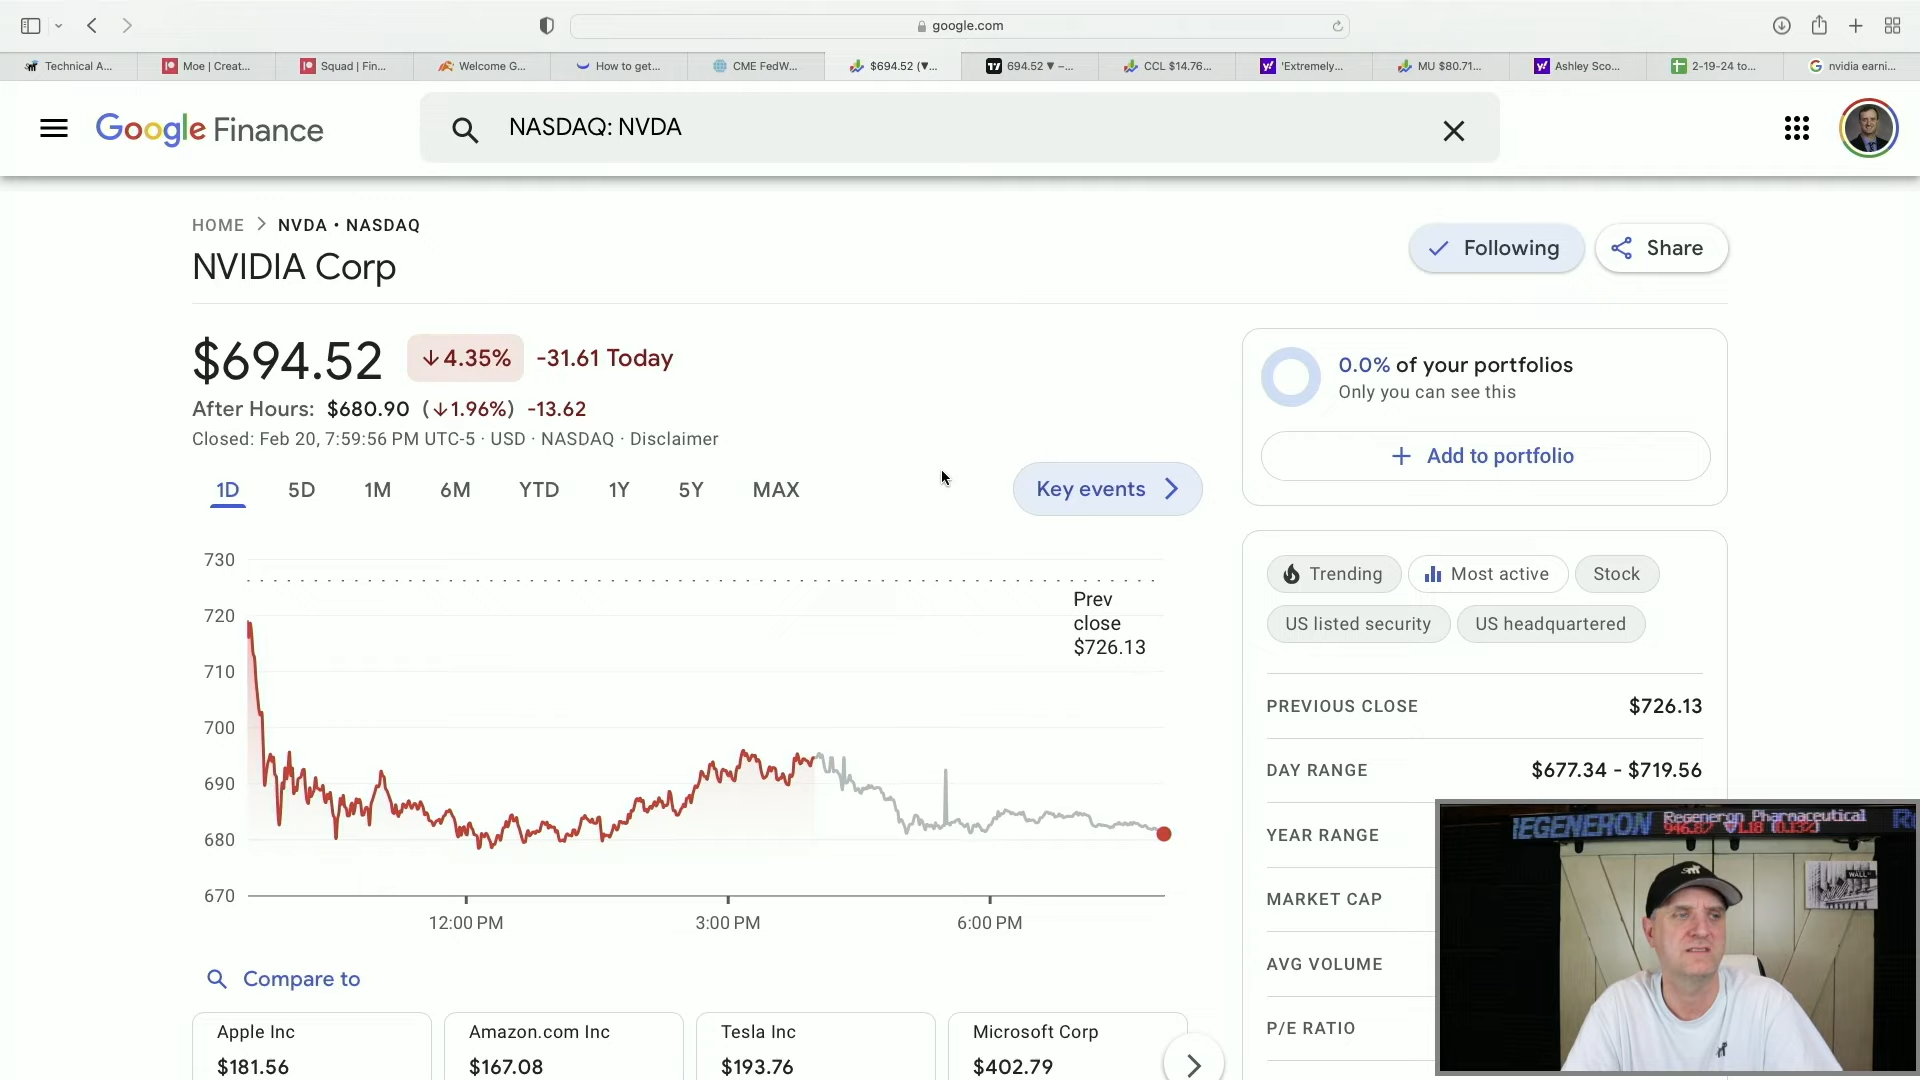 google.com
Technical A...
Moe | Creat...
Squad | Fin...
Welcome G...
How to get...
CME FedW...
$694.52 (▼...
694.52 ▼ −...
CCL $14.76...
'Extremely...
MU $80.71...
Ashley Sco...
2-19-24 to...
nvidia earni...
Google Finance
NASDAQ: NVDA
HOME > NVDA • NASDAQ
NVIDIA Corp
Following
Share
$694.52 ↓4.35% -31.61 Today
After Hours: $680.90 (↓1.96%) -13.62
Closed: Feb 20, 7:59:56 PM UTC-5 · USD · NASDAQ · Disclaimer
1D 5D 1M 6M YTD 1Y 5Y MAX
Key events
730
720
710
700
690
680
670
Prev
close
$726.13
12:00 PM 3:00 PM 6:00 PM
Compare to
Apple Inc
$181.56
Amazon.com Inc
$167.08
Tesla Inc
$193.76
Microsoft Corp
$402.79
0.0% of your portfolios
Only you can see this
+ Add to portfolio
Trending
Most active
Stock
US listed security
US headquartered
PREVIOUS CLOSE $726.13
DAY RANGE $677.34 - $719.56
YEAR RANGE
MARKET CAP
AVG VOLUME
P/E RATIO
REGENERON
Regeneron Pharmaceutical
946.87 ▼1.18 (0.13%)
WALL